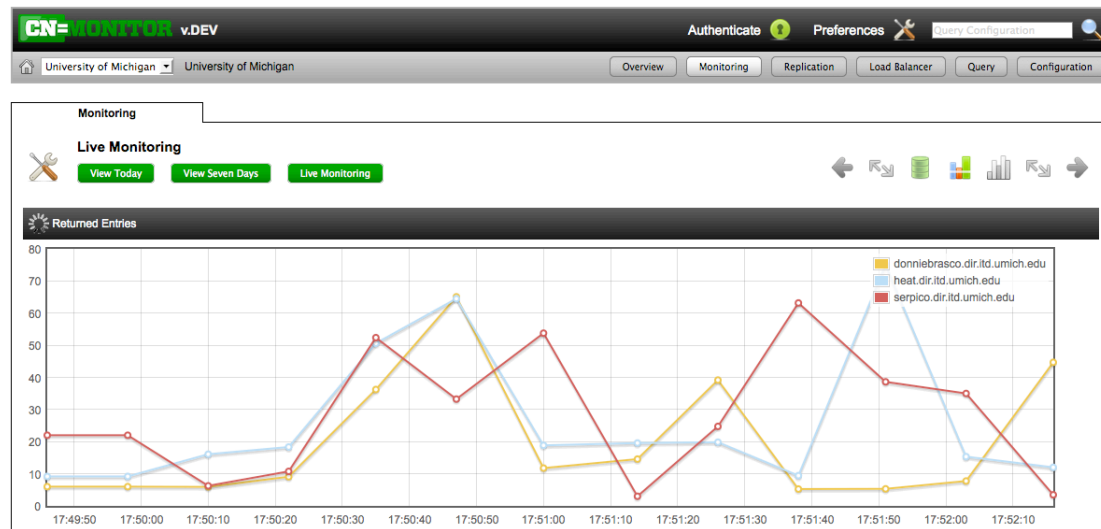 CN=MONITOR v.DEV Authenticate Preferences Query Configuration
University of Michigan University of Michigan Overview Monitoring Replication Load Balancer Query Configuration
Monitoring
Live Monitoring
View Today View Seven Days Live Monitoring
Returned Entries
80
70
60
50
40
30
20
10
0
donniebrasco.dir.itd.umich.edu
heat.dir.itd.umich.edu
serpico.dir.itd.umich.edu
17:49:50 17:50:00 17:50:10 17:50:20 17:50:30 17:50:40 17:50:50 17:51:00 17:51:10 17:51:20 17:51:30 17:51:40 17:51:50 17:52:00 17:52:10